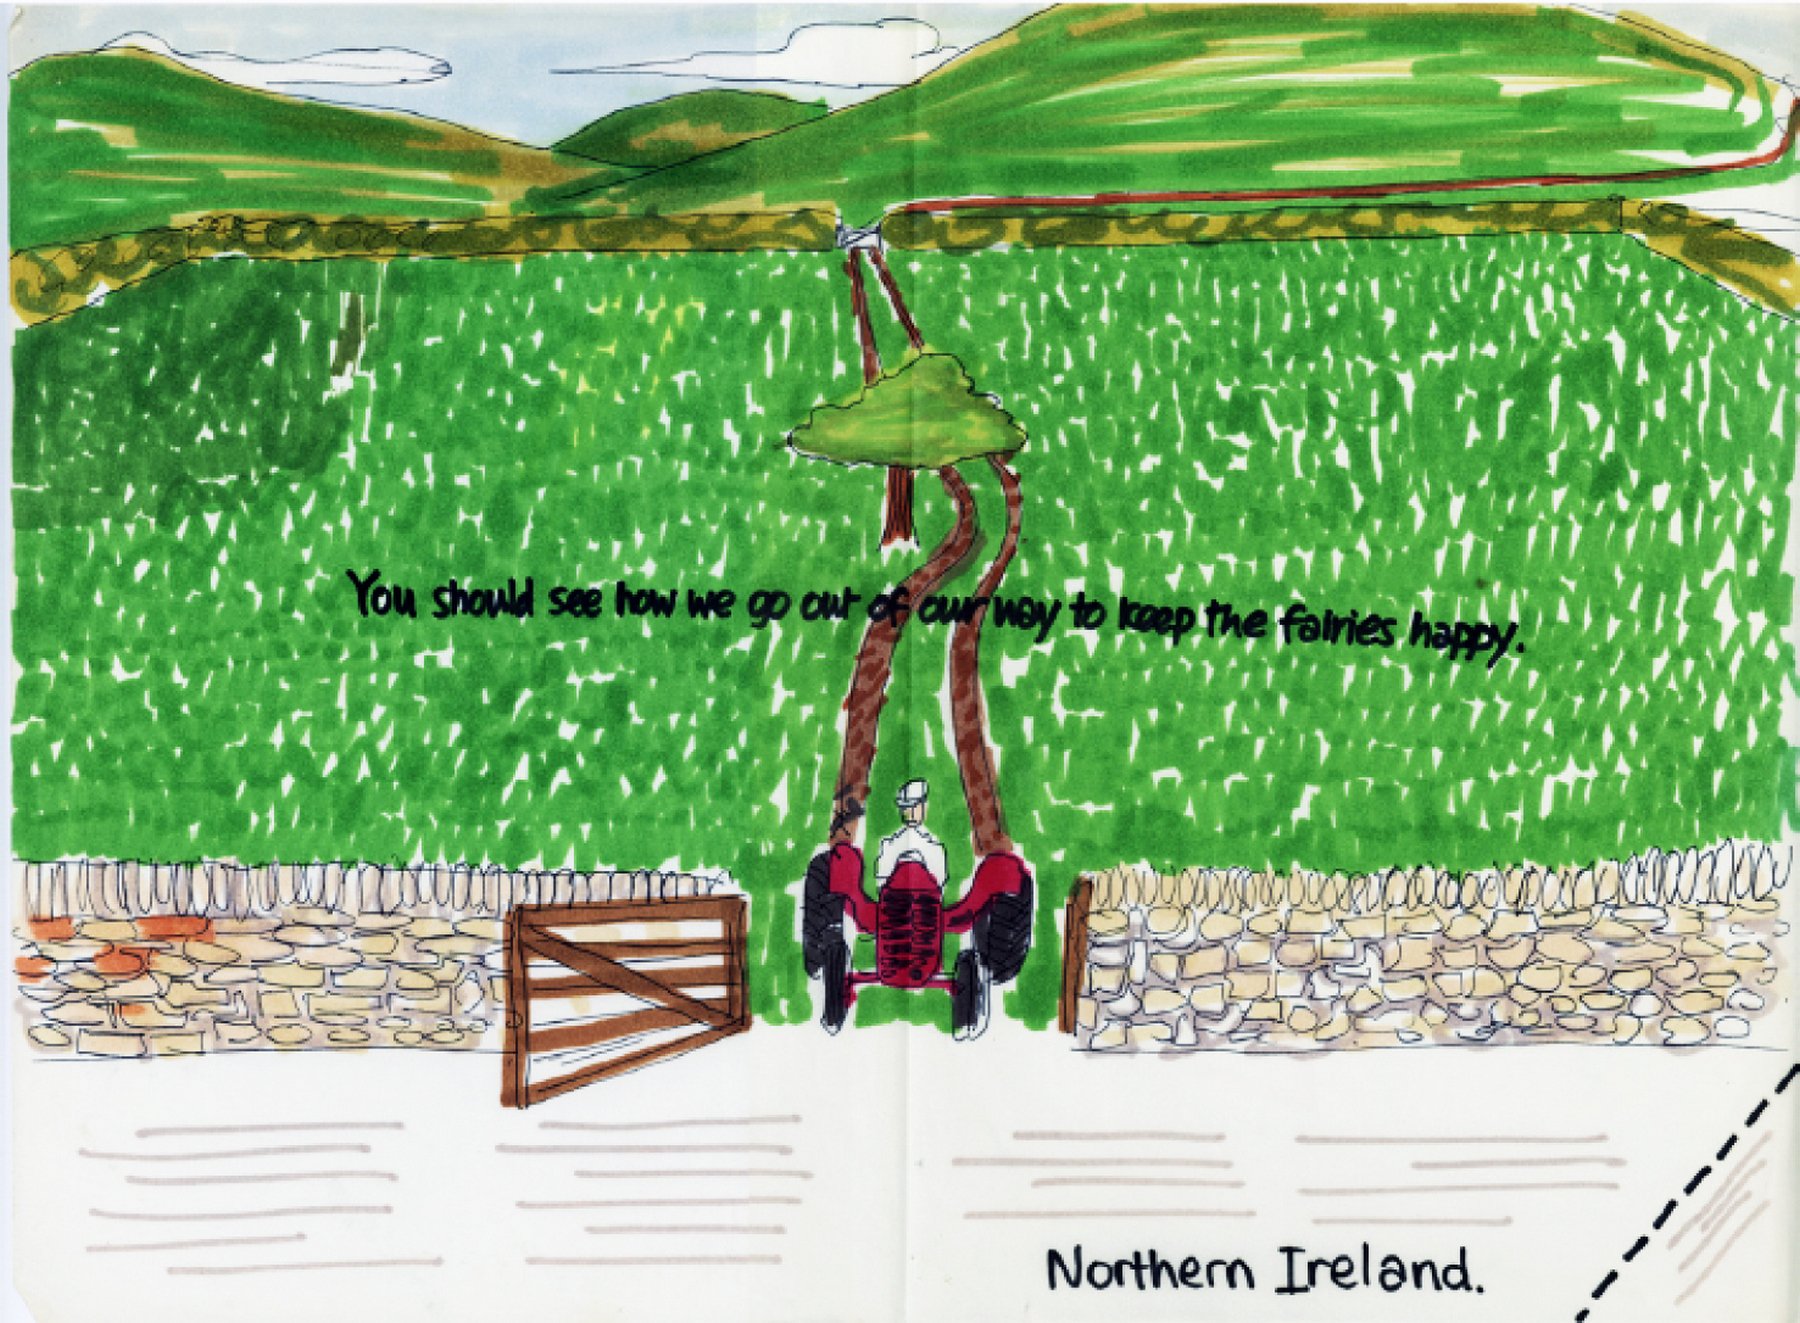 You should see how we go out of our way to keep the fairies happy.
Northern Ireland.